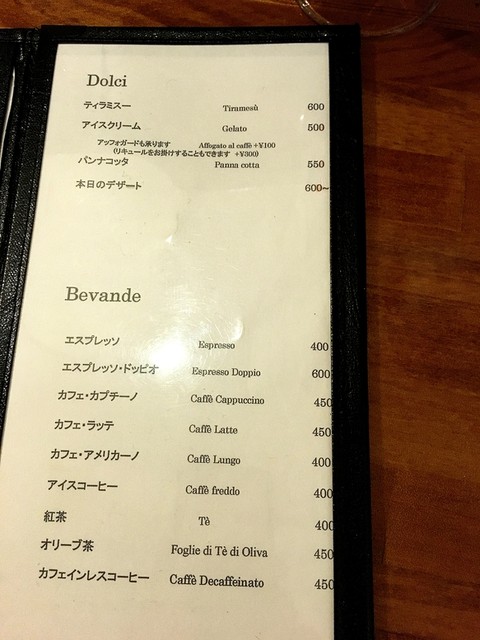 Dolci
ティラミスー Tiramesù 600
アイスクリーム Gelato 500
アッフォガードも承ります Affogato al caffè +¥100
(リキュールをお掛けすることもできます +¥300)
パンナコッタ Panna cotta 550
本日のデザート 600~
Bevande
エスプレッソ Espresso 400
エスプレッソ・ドッピオ Espresso Doppio 600
カフェ・カプチーノ Caffè Cappuccino 450
カフェ・ラッテ Caffè Latte 450
カフェ・アメリカーノ Caffè Lungo 400
アイスコーヒー Caffè freddo 400
紅茶 Tè 400
オリーブ茶 Foglie di Tè di Oliva 450
カフェインレスコーヒー Caffè Decaffeinato 450